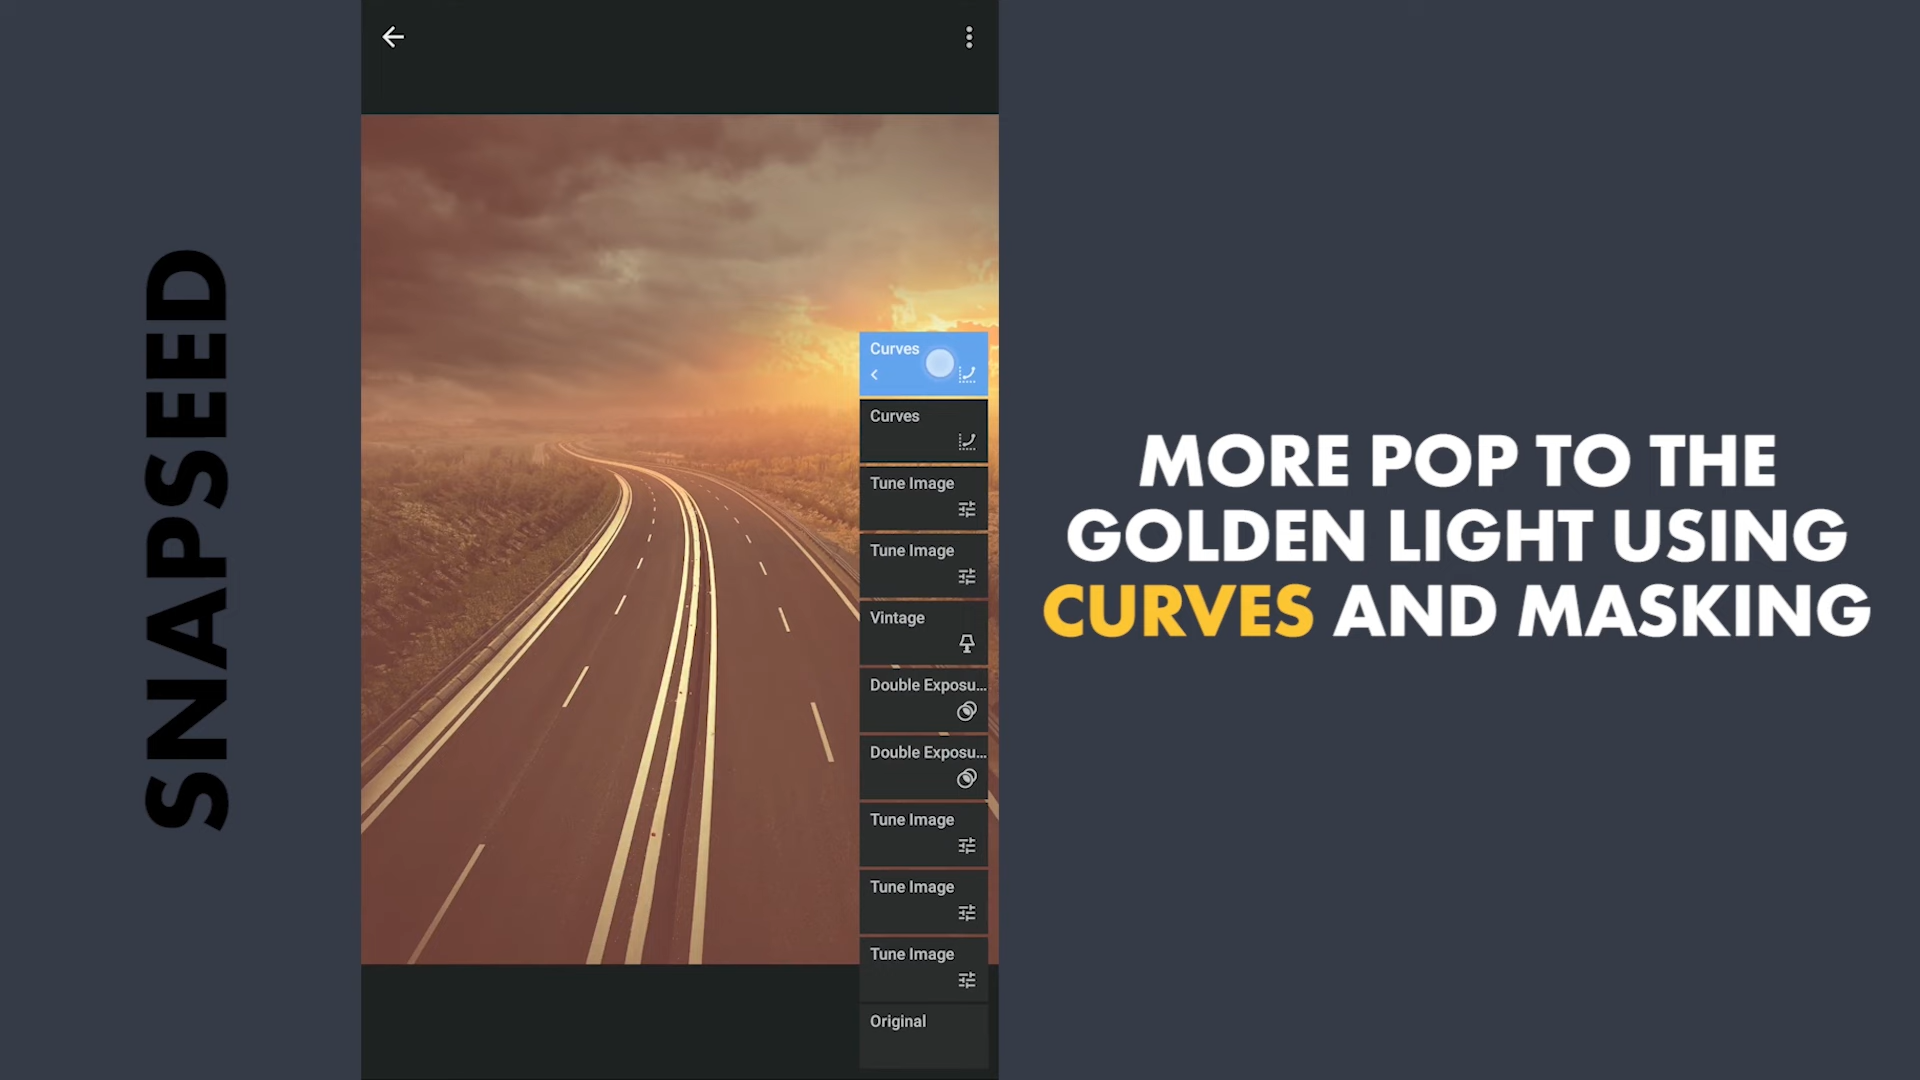 SNAPSEED
Curves
Curves
Tune Image
Tune Image
Vintage
Double Exposu...
Double Exposu...
Tune Image
Tune Image
Tune Image
Original
MORE POP TO THE
GOLDEN LIGHT USING
CURVES AND MASKING